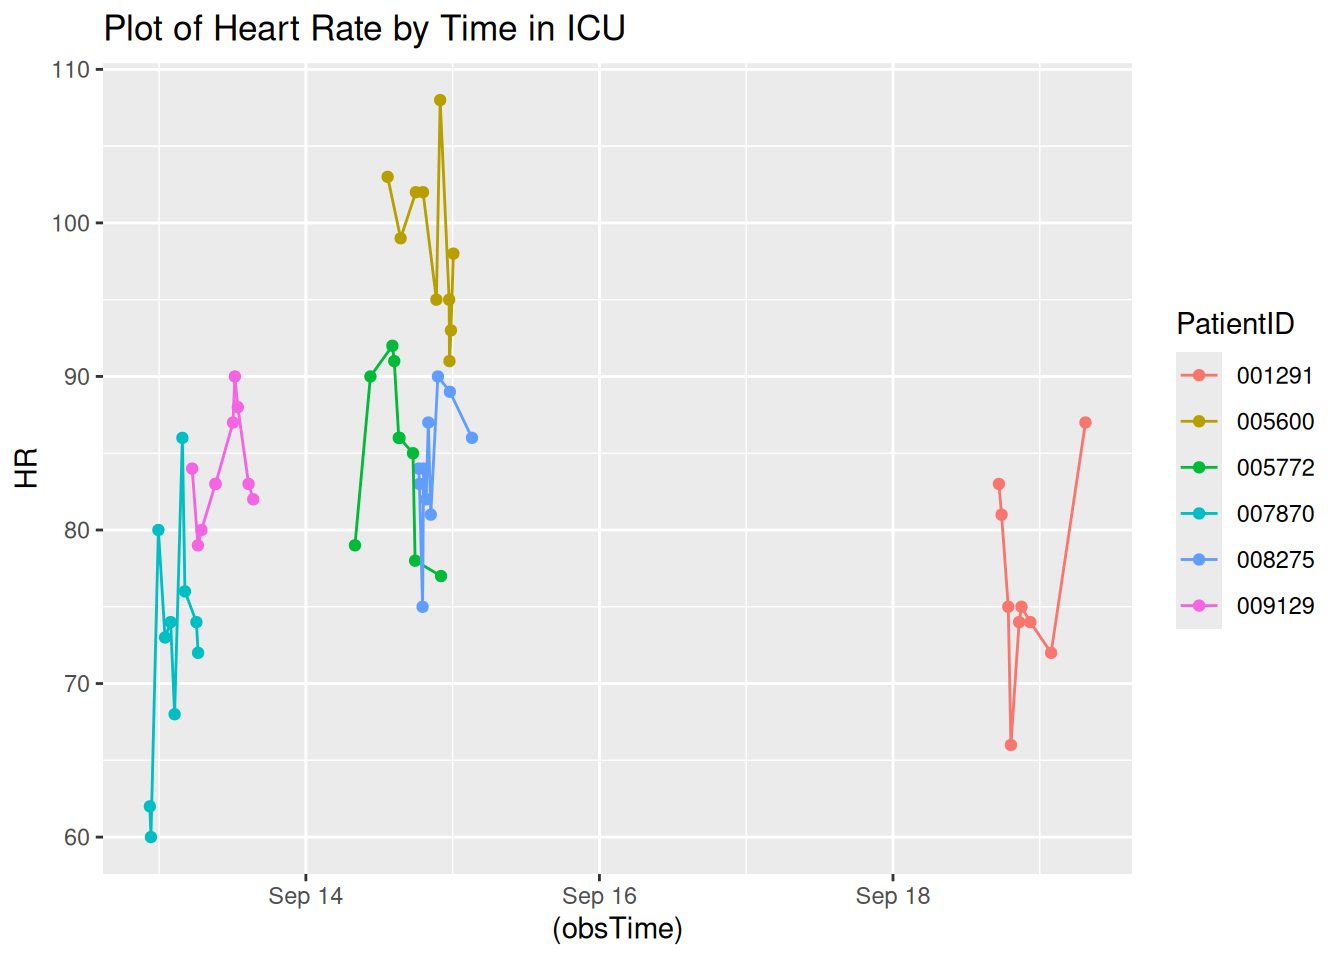 Plot of Heart Rate by Time in ICU
110
100
90
80
70
60
HR
Sep 14
Sep 16
Sep 18
(obsTime)
PatientID
001291
005600
005772
007870
008275
009129